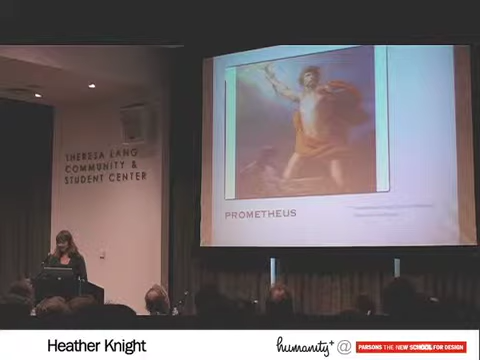 THERESA LANG
COMMUNITY &
STUDENT CENTER
PROMETHEUS
Heather Knight
humanity+ @ PARSONS THE NEW SCHOOL FOR DESIGN